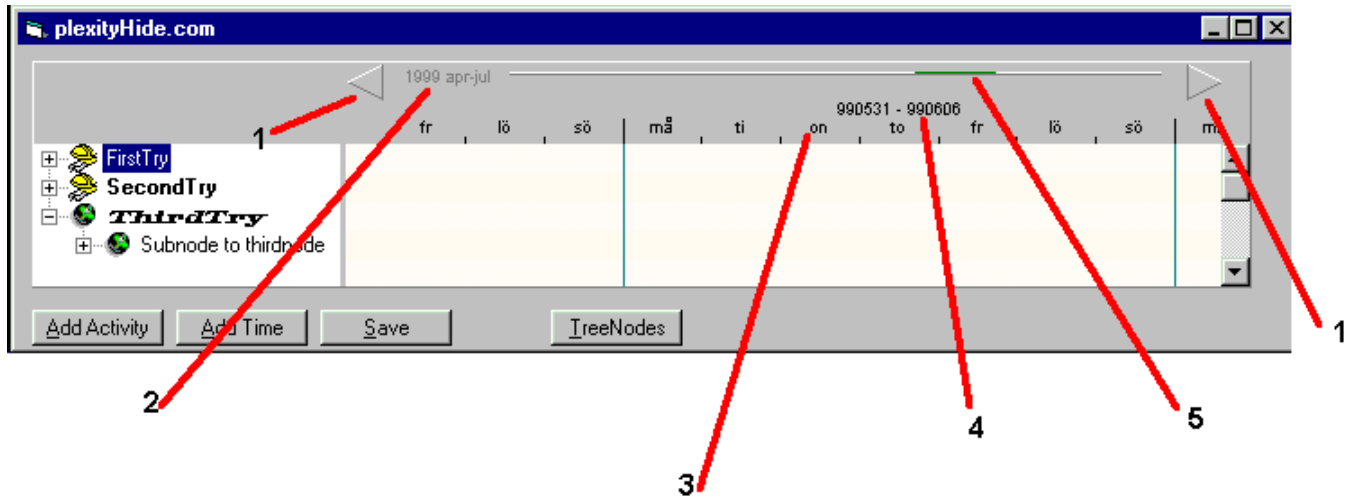 plexityHide.com
1999 apr-jul
990531 - 990606
fr lö sö må ti on to fr lö sö må
1
FirstTry
SecondTry
ThirdTry
Subnode to thirdnode
Add Activity Add Time Save TreeNodes
1
2
5
4
3